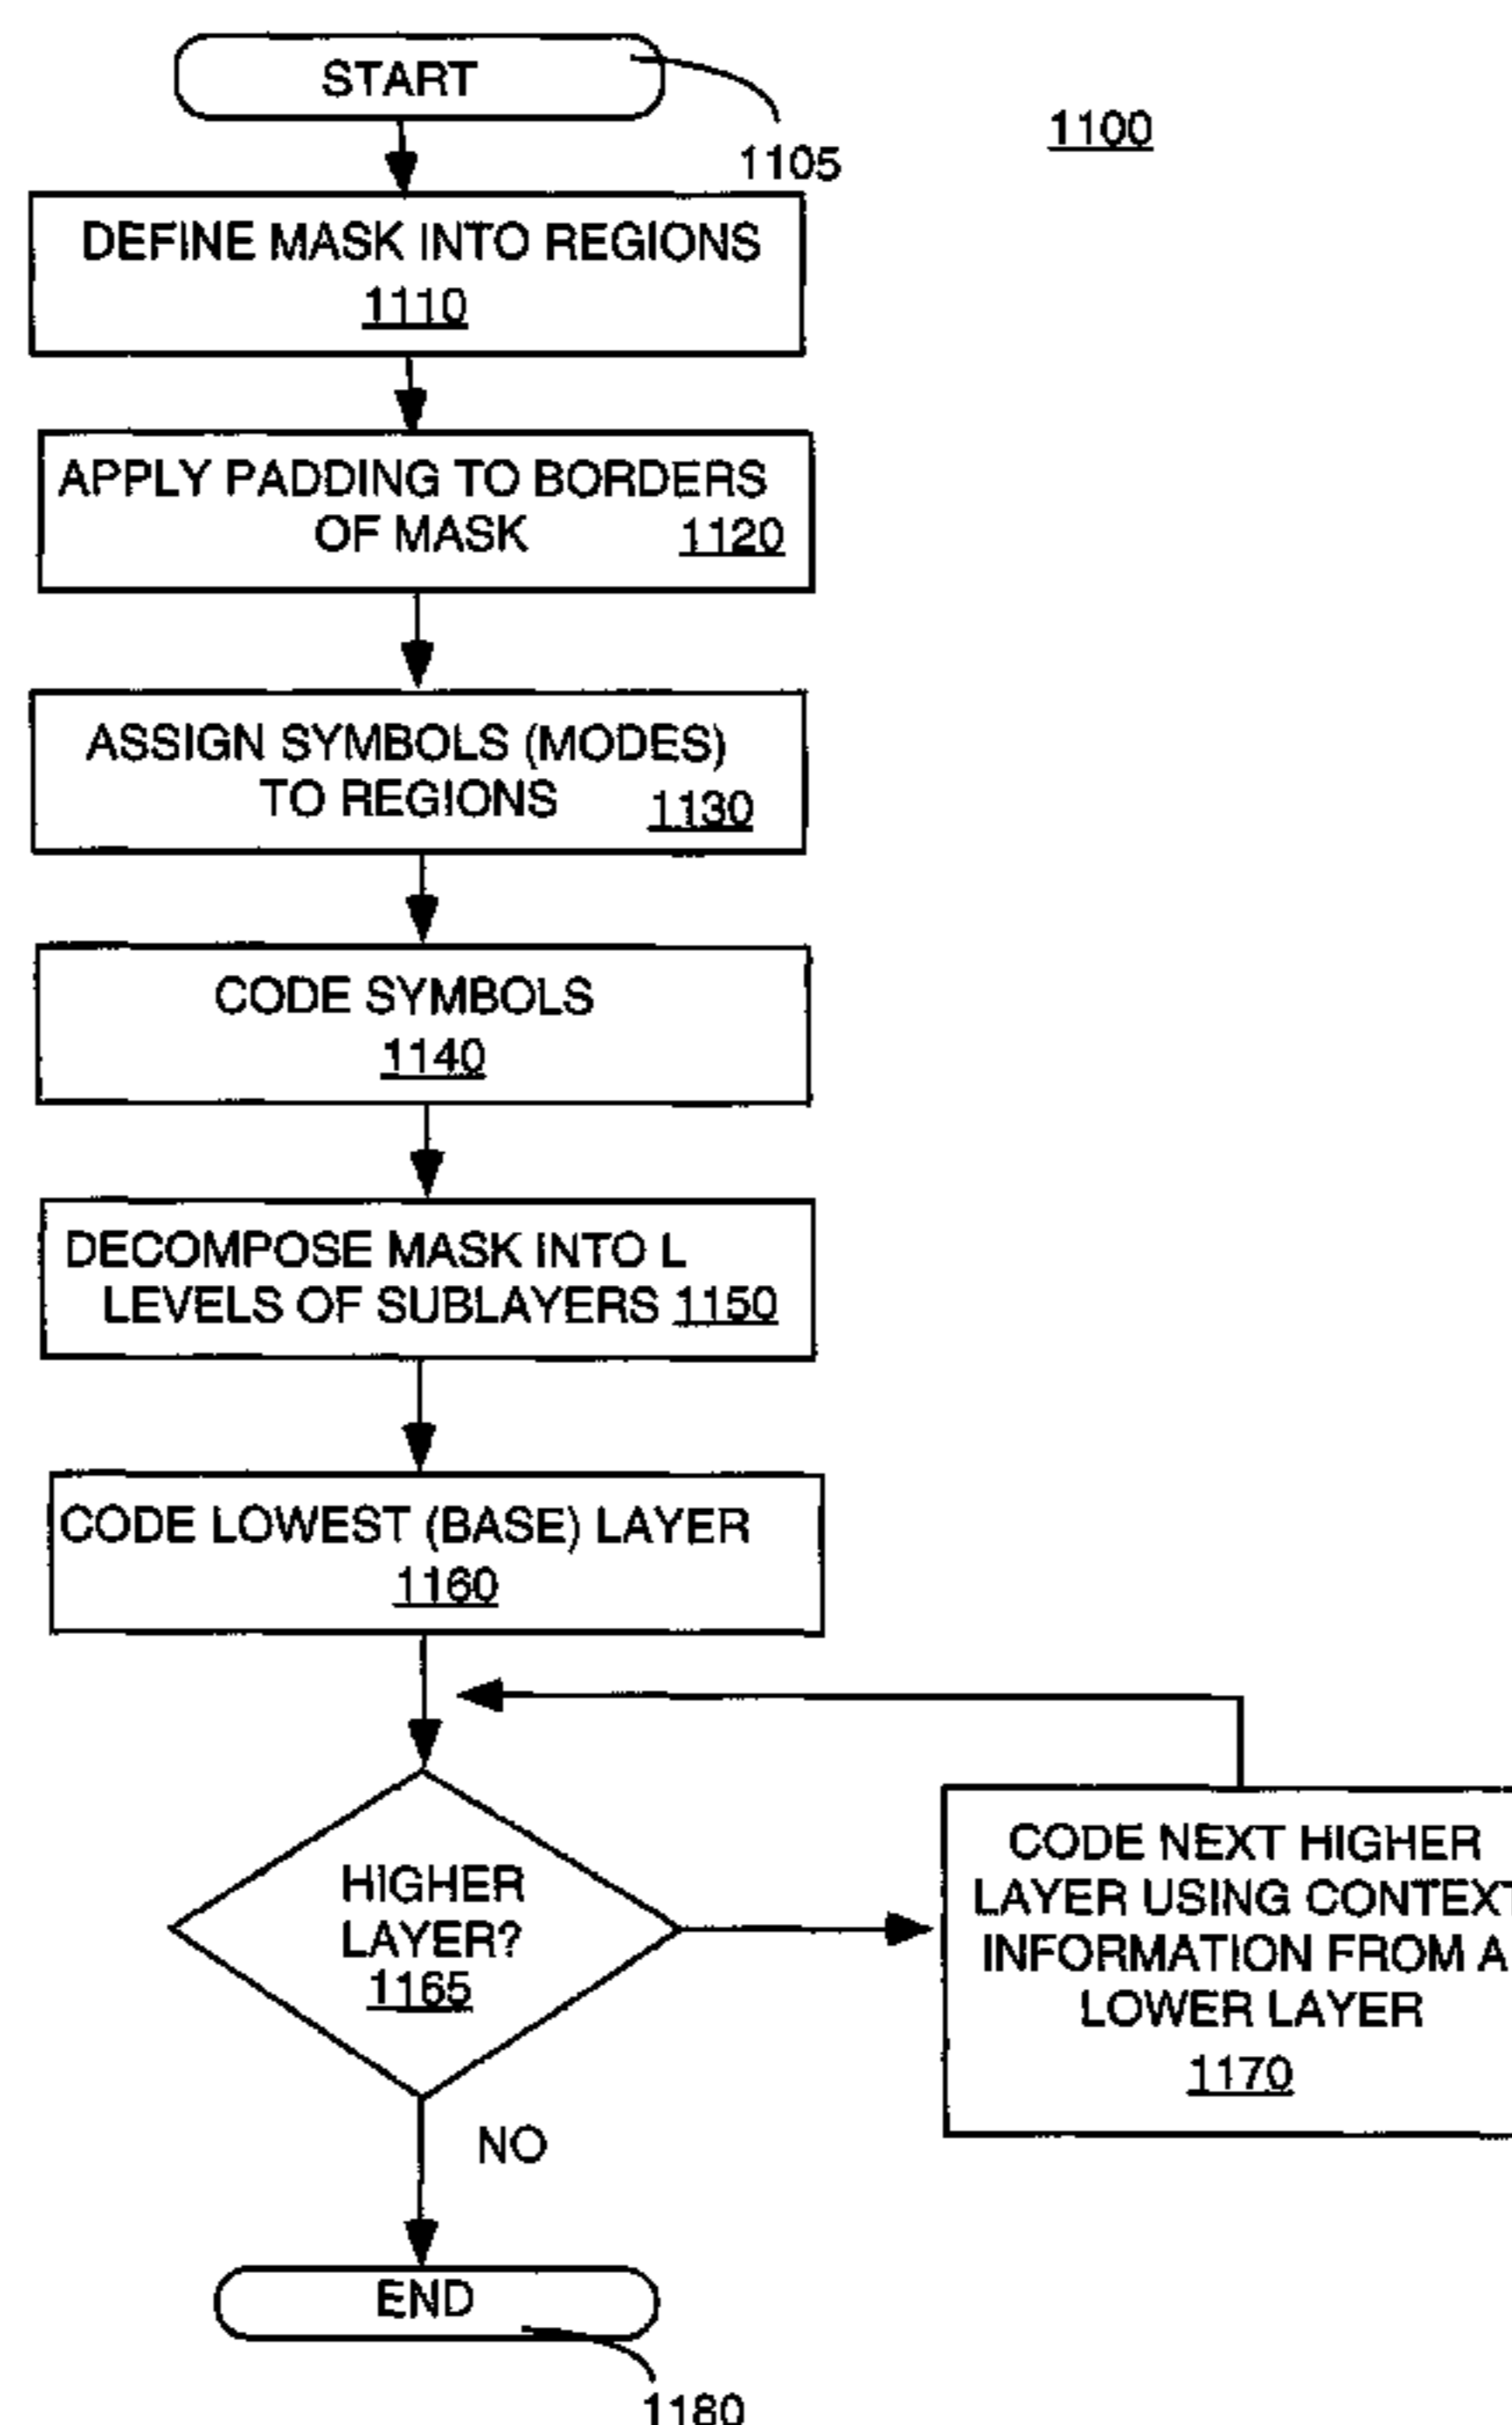 START
1105
1100
DEFINE MASK INTO REGIONS
1110
APPLY PADDING TO BORDERS
OF MASK 1120
ASSIGN SYMBOLS (MODES)
TO REGIONS 1130
CODE SYMBOLS
1140
DECOMPOSE MASK INTO L
LEVELS OF SUBLAYERS 1150
CODE LOWEST (BASE) LAYER
1160
HIGHER
LAYER?
1165
CODE NEXT HIGHER
LAYER USING CONTEXT
INFORMATION FROM A
LOWER LAYER
1170
NO
END
1180